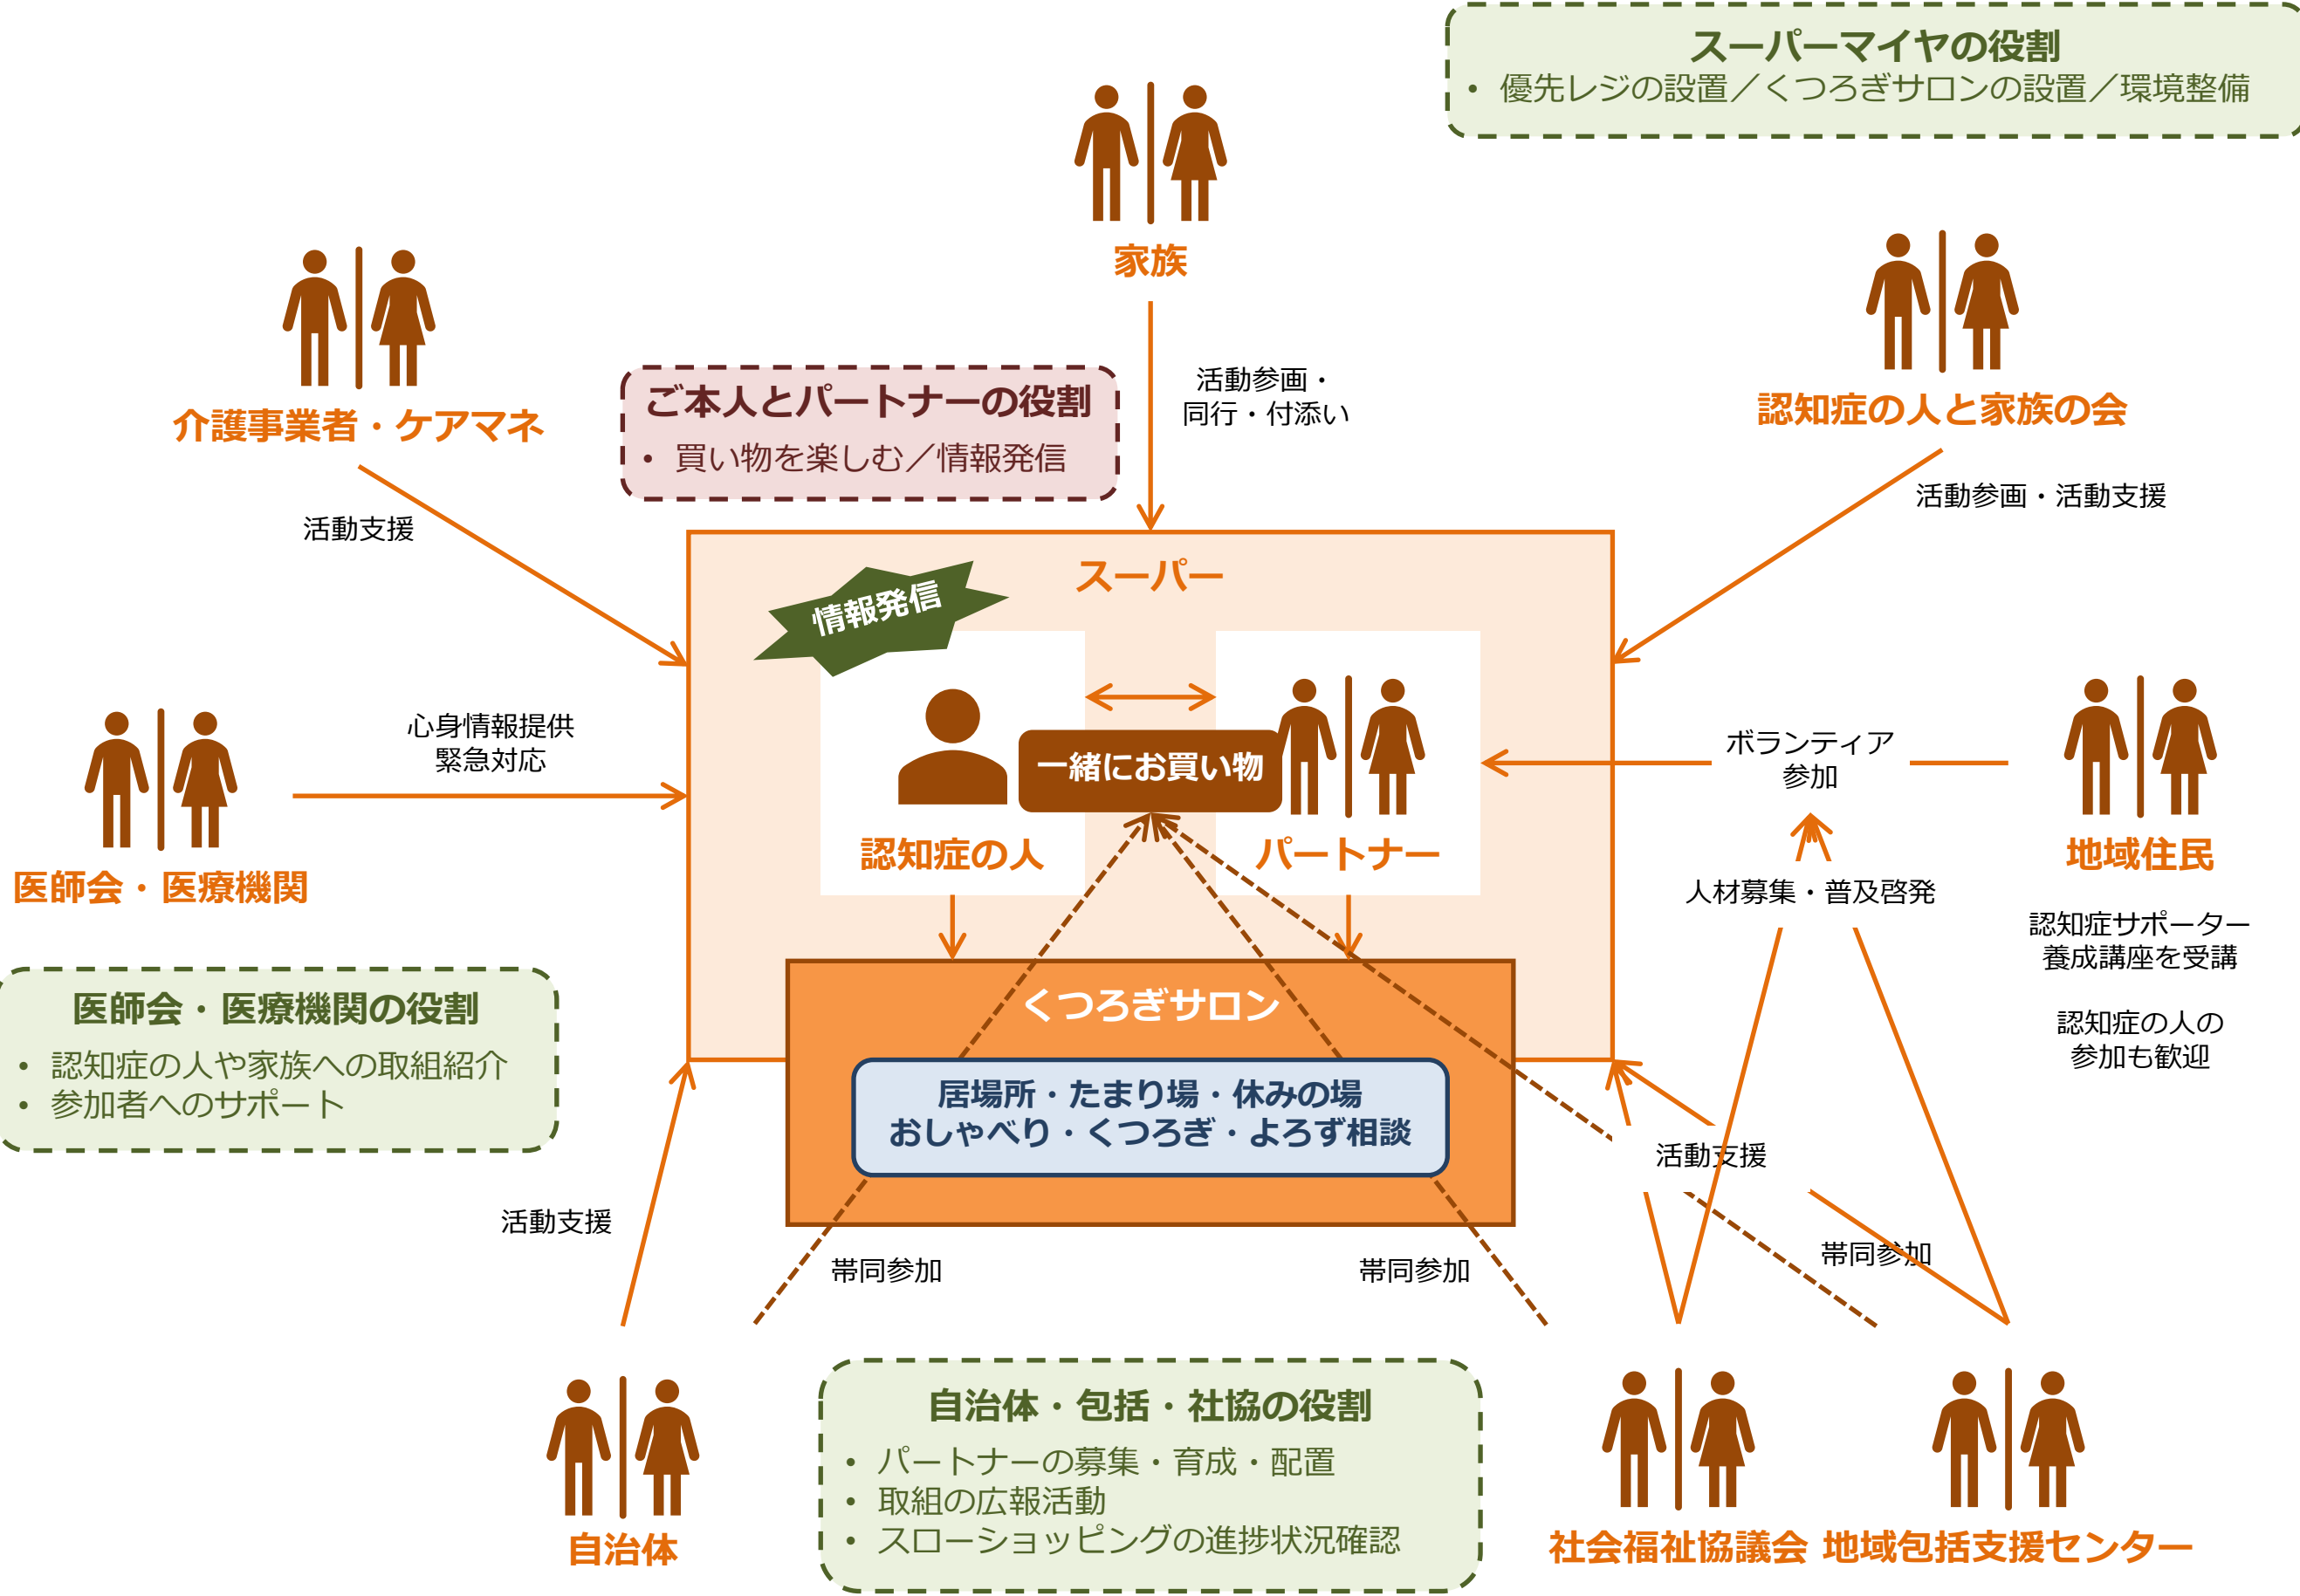 スーパーマイヤの役割
• 優先レジの設置／くつろぎサロンの設置／環境整備
家族
活動参画・
同行・付添い
介護事業者・ケアマネ
活動支援
ご本人とパートナーの役割
• 買い物を楽しむ／情報発信
認知症の人と家族の会
活動参画・活動支援
スーパー
情報発信
一緒にお買い物
認知症の人
パートナー
心身情報提供
緊急対応
医師会・医療機関
ボランティア
参加
地域住民
人材募集・普及啓発
認知症サポーター
養成講座を受講
認知症の人の
参加も歓迎
医師会・医療機関の役割
• 認知症の人や家族への取組紹介
• 参加者へのサポート
くつろぎサロン
居場所・たまり場・休みの場
おしゃべり・くつろぎ・よろず相談
活動支援
活動支援
帯同参加
帯同参加
帯同参加
自治体
自治体・包括・社協の役割
• パートナーの募集・育成・配置
• 取組の広報活動
• スローショッピングの進捗状況確認
社会福祉協議会
地域包括支援センター